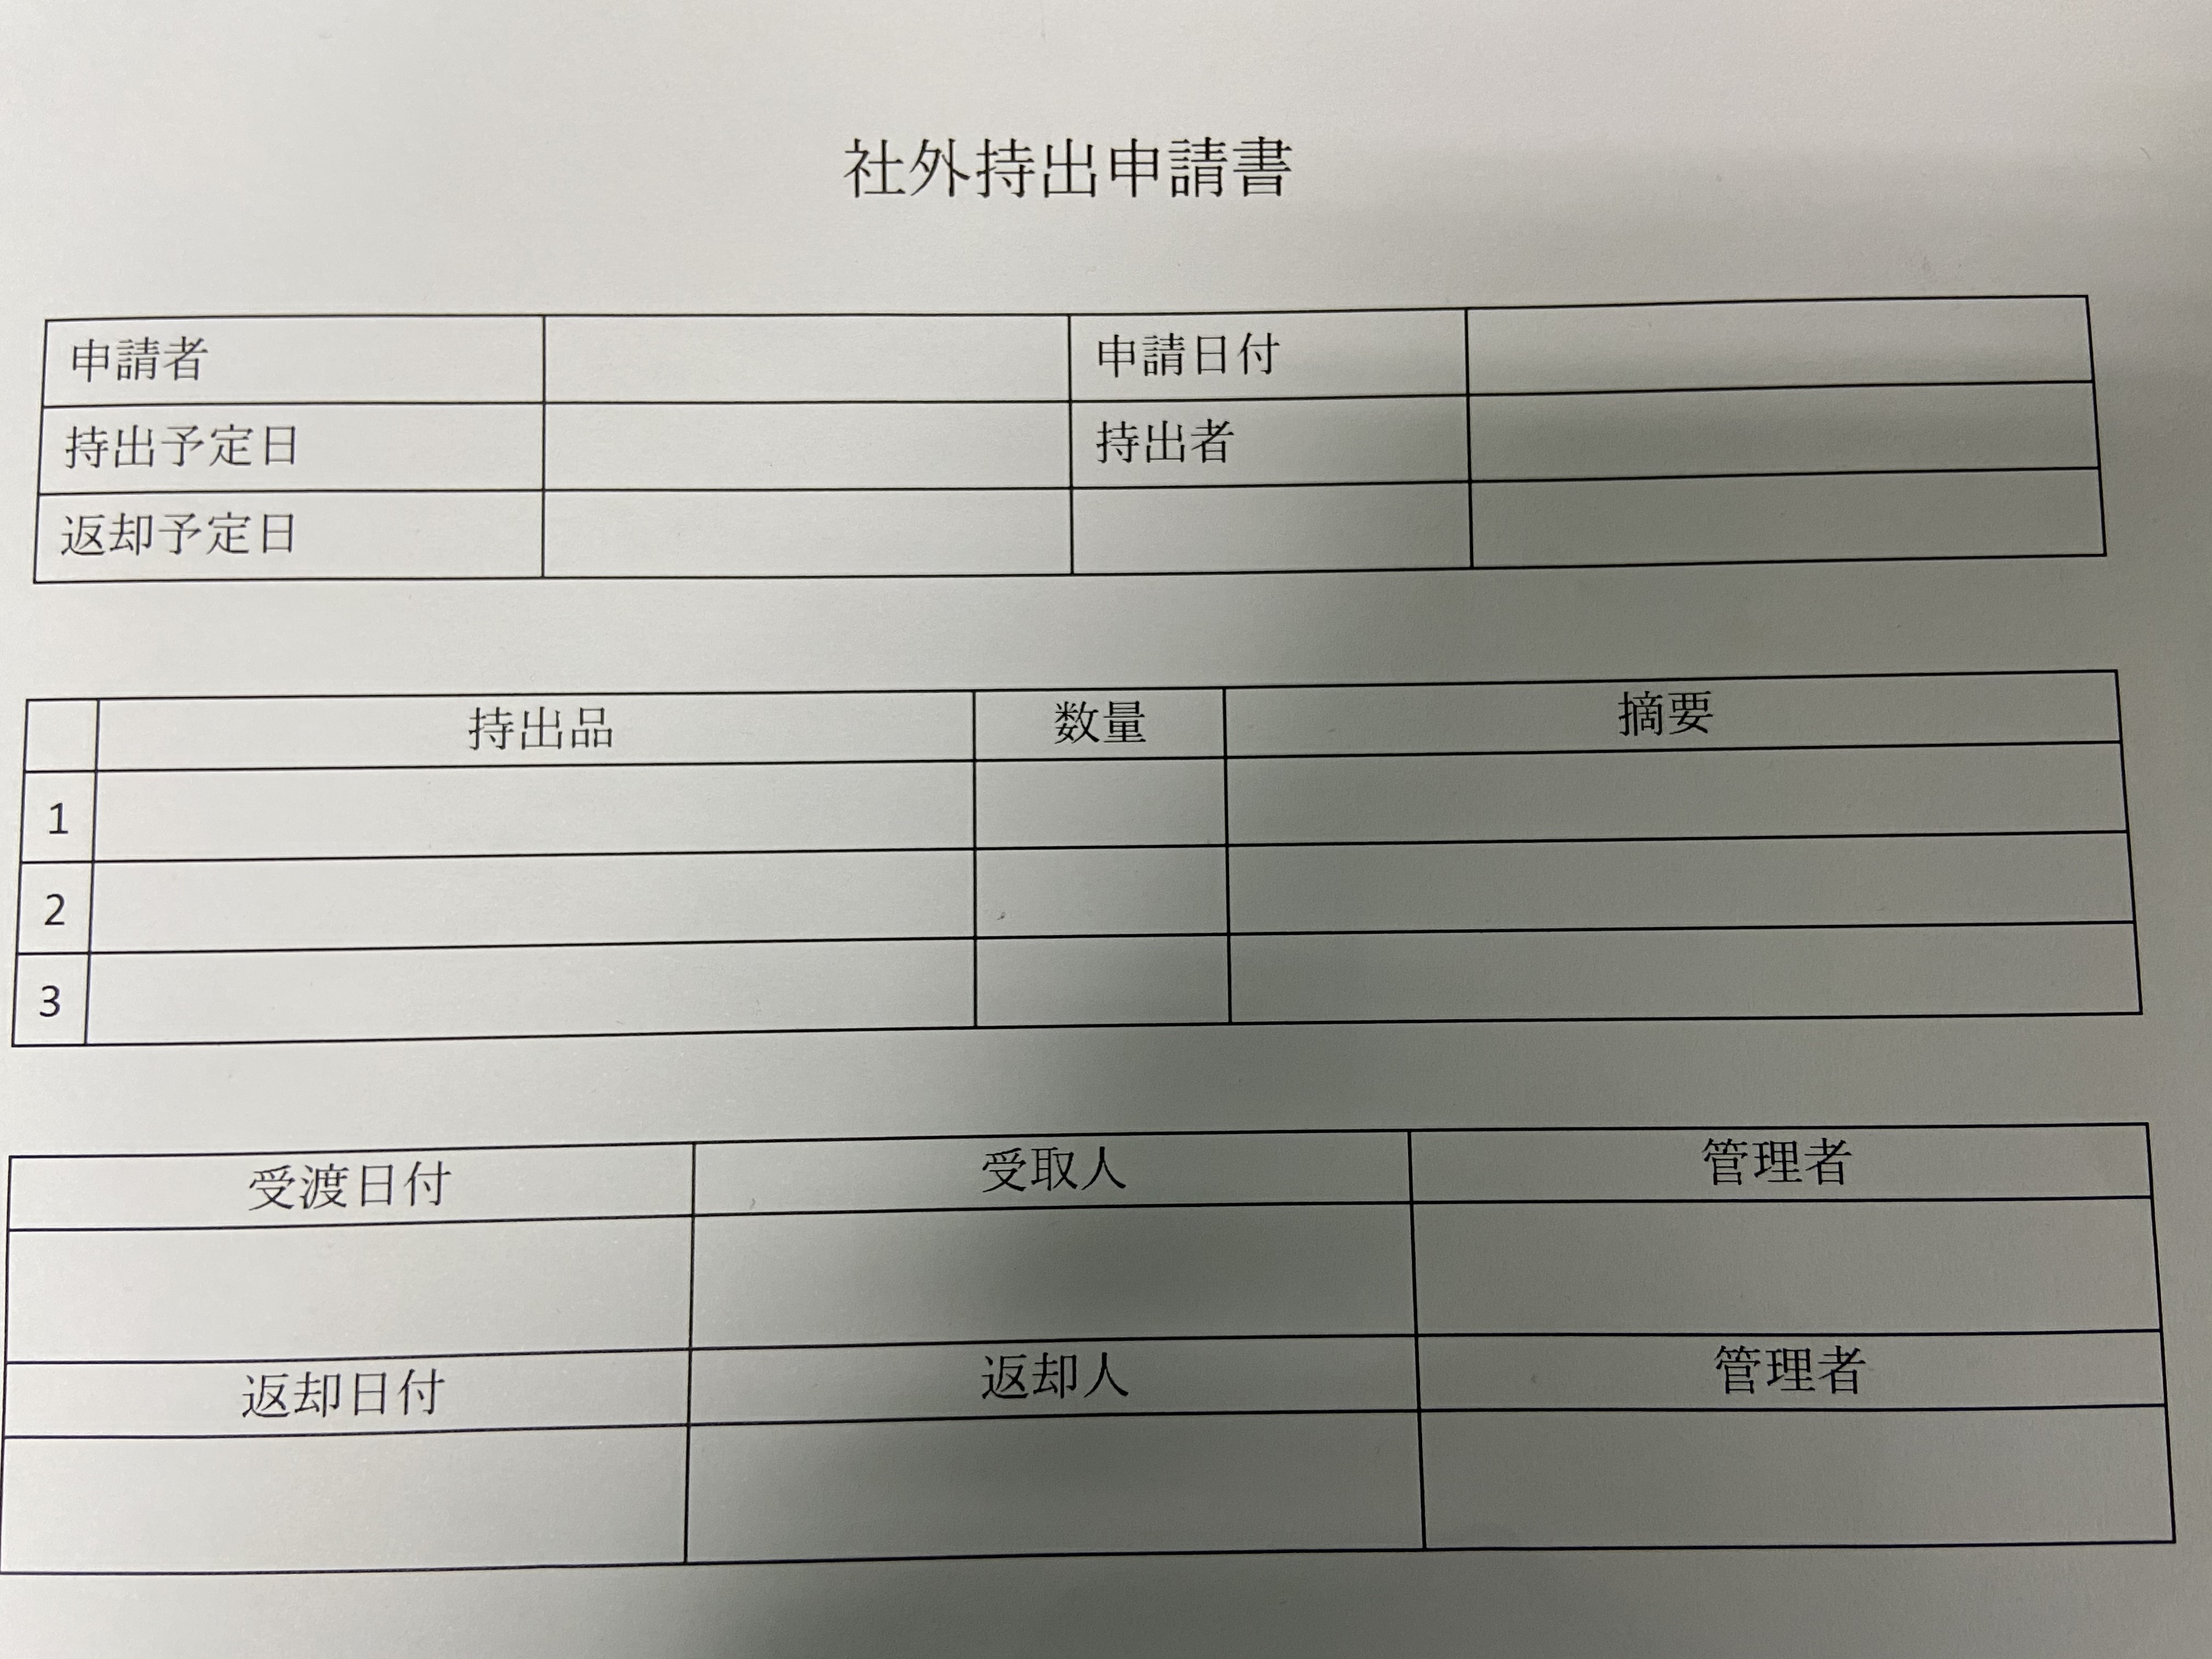 社外持出申請書
申請者 申請日付
持出予定日 持出者
返却予定日
持出品 数量 摘要
1
2
3
受渡日付 受取人 管理者
返却日付 返却人 管理者